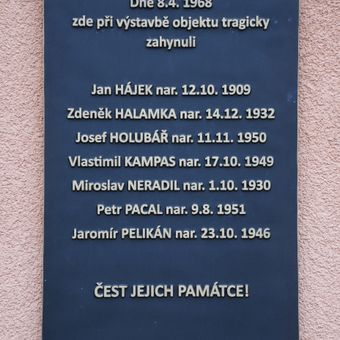 Dne 8.4. 1968
zde při výstavbě objektu tragicky
zahynuli
Jan HÁJEK nar. 12.10. 1909
Zdeněk HALAMKA nar. 14.12. 1932
Josef HOLUBÁŘ nar. 11.11. 1950
Vlastimil KAMPAS nar. 17.10. 1949
Miroslav NERADIL nar. 1.10. 1930
Petr PACAL nar. 9.8. 1951
Jaromír PELIKÁN nar. 23.10. 1946
ČEST JEJICH PAMÁTCE!